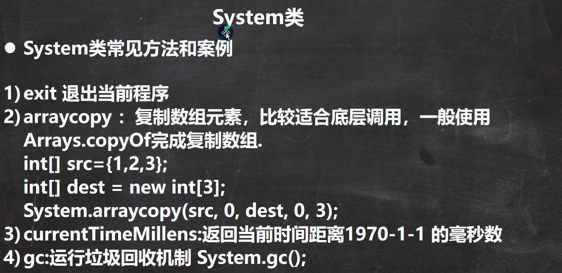 System类
● System类常见方法和案例
1) exit 退出当前程序
2) arraycopy ：复制数组元素，比较适合底层调用，一般使用
Arrays.copyOf完成复制数组.
int[] src={1,2,3};
int[] dest = new int[3];
System.arraycopy(src, 0, dest, 0, 3);
3) currentTimeMillens:返回当前时间距离1970-1-1 的毫秒数
4) gc:运行垃圾回收机制 System.gc();